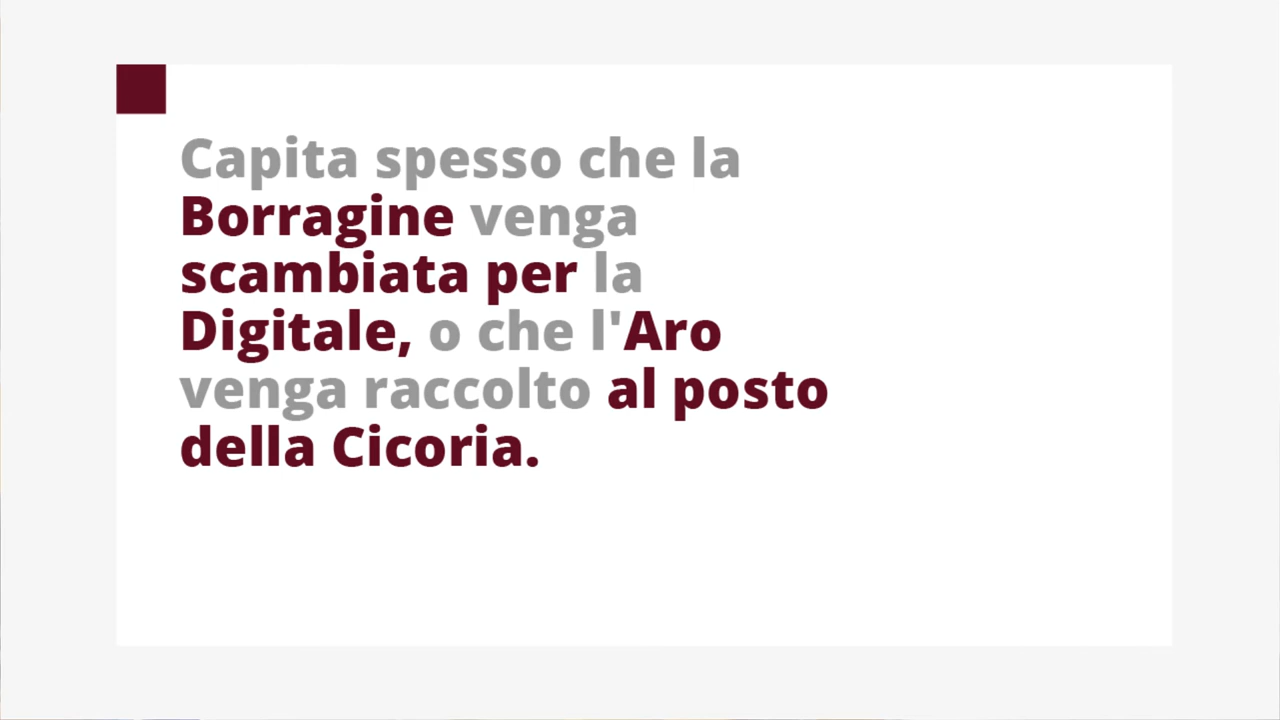 Capita spesso che la
Borragine venga
scambiata per la
Digitale, o che l'Aro
venga raccolto al posto
della Cicoria.